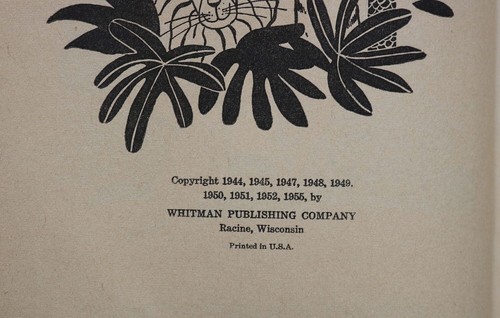 Copyright 1944, 1945, 1947, 1948, 1949.
1950, 1951, 1952, 1955, by
WHITMAN PUBLISHING COMPANY
Racine, Wisconsin
Printed in U.S.A.